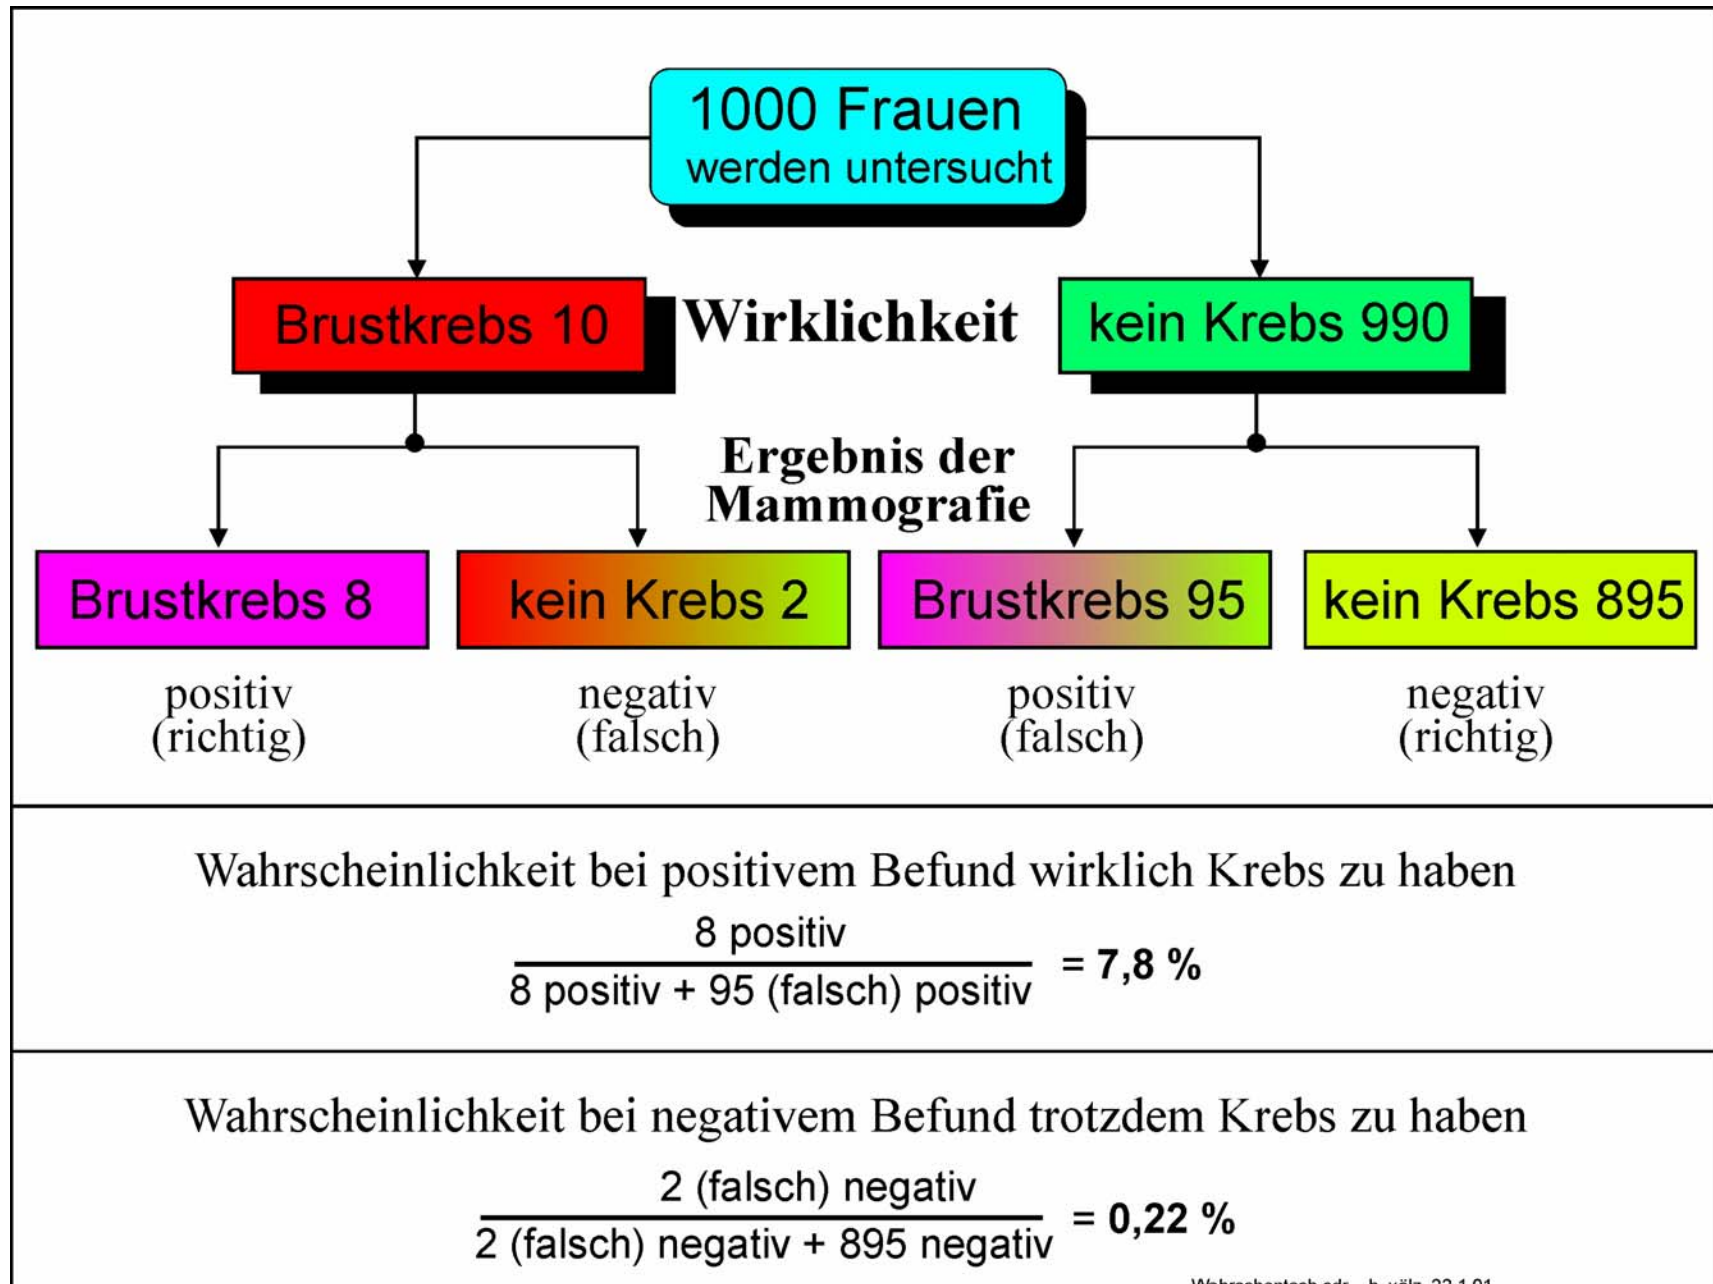 1000 Frauen
werden untersucht
Brustkrebs 10
Wirklichkeit
kein Krebs 990
Ergebnis der
Mammografie
Brustkrebs 8
kein Krebs 2
Brustkrebs 95
kein Krebs 895
positiv
(richtig)
negativ
(falsch)
positiv
(falsch)
negativ
(richtig)
Wahrscheinlichkeit bei positivem Befund wirklich Krebs zu haben
8 positiv
8 positiv + 95 (falsch) positiv
= 7,8 %
Wahrscheinlichkeit bei negativem Befund trotzdem Krebs zu haben
2 (falsch) negativ
2 (falsch) negativ + 895 negativ
= 0,22 %